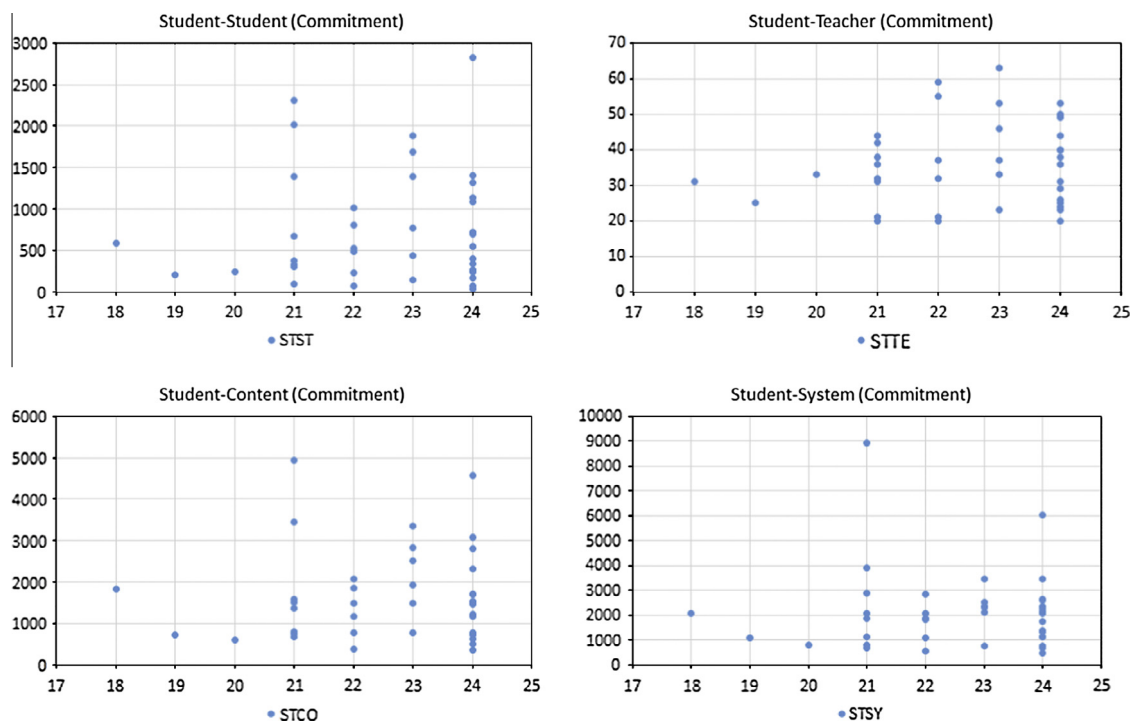 Student-Student (Commitment)
3000
2500
2000
1500
1000
500
0
17 18 19 20 21 22 23 24 25
STST
Student-Teacher (Commitment)
70
60
50
40
30
20
10
0
17 18 19 20 21 22 23 24 25
STTE
Student-Content (Commitment)
6000
5000
4000
3000
2000
1000
0
17 18 19 20 21 22 23 24 25
STCO
Student-System (Commitment)
10000
9000
8000
7000
6000
5000
4000
3000
2000
1000
0
17 18 19 20 21 22 23 24 25
STSY